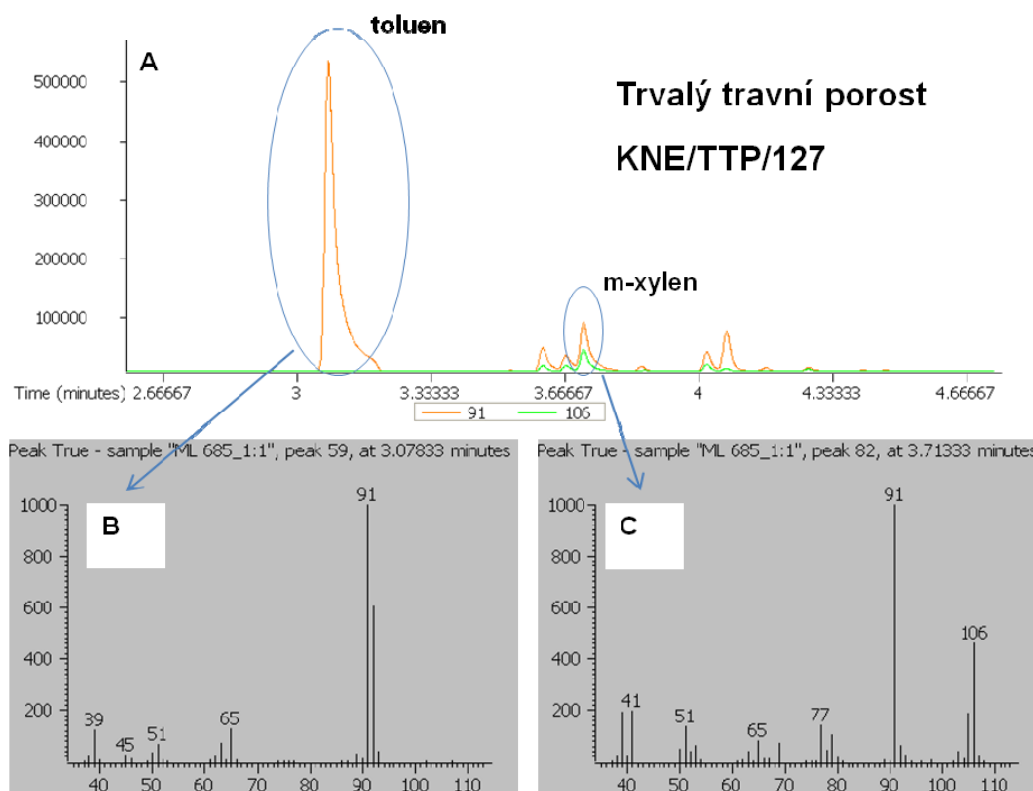 toluen
A
500000
Trvalý travní porost
400000
KNE/TTP/127
300000
200000
m-xylen
100000
Time (minutes) 2.66667 3 3.33333 3.66667 4 4.33333 4.66667
91 106
Peak True - sample "ML 685_1:1", peak 59, at 3.07833 minutes
B
1000
800
600
400
200
91
39
45
51
65
40 50 60 70 80 90 100 110
Peak True - sample "ML 685_1:1", peak 82, at 3.71333 minutes
C
1000
800
600
400
200
91
106
41
51
65
77
40 50 60 70 80 90 100 110